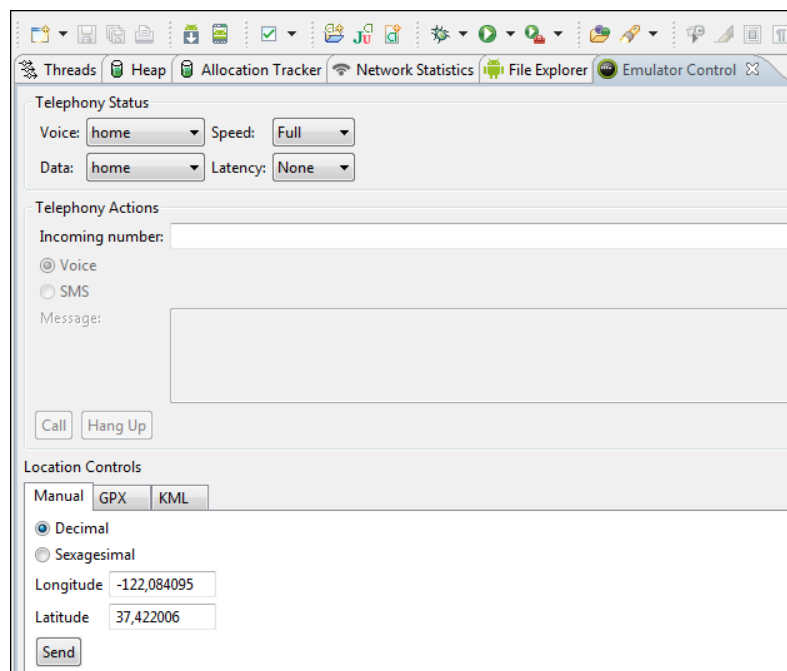 Threads Heap Allocation Tracker Network Statistics File Explorer Emulator Control
Telephony Status
Voice: home Speed: Full
Data: home Latency: None
Telephony Actions
Incoming number:
Voice
SMS
Message:
Call Hang Up
Location Controls
Manual GPX KML
Decimal
Sexagesimal
Longitude -122,084095
Latitude 37,422006
Send